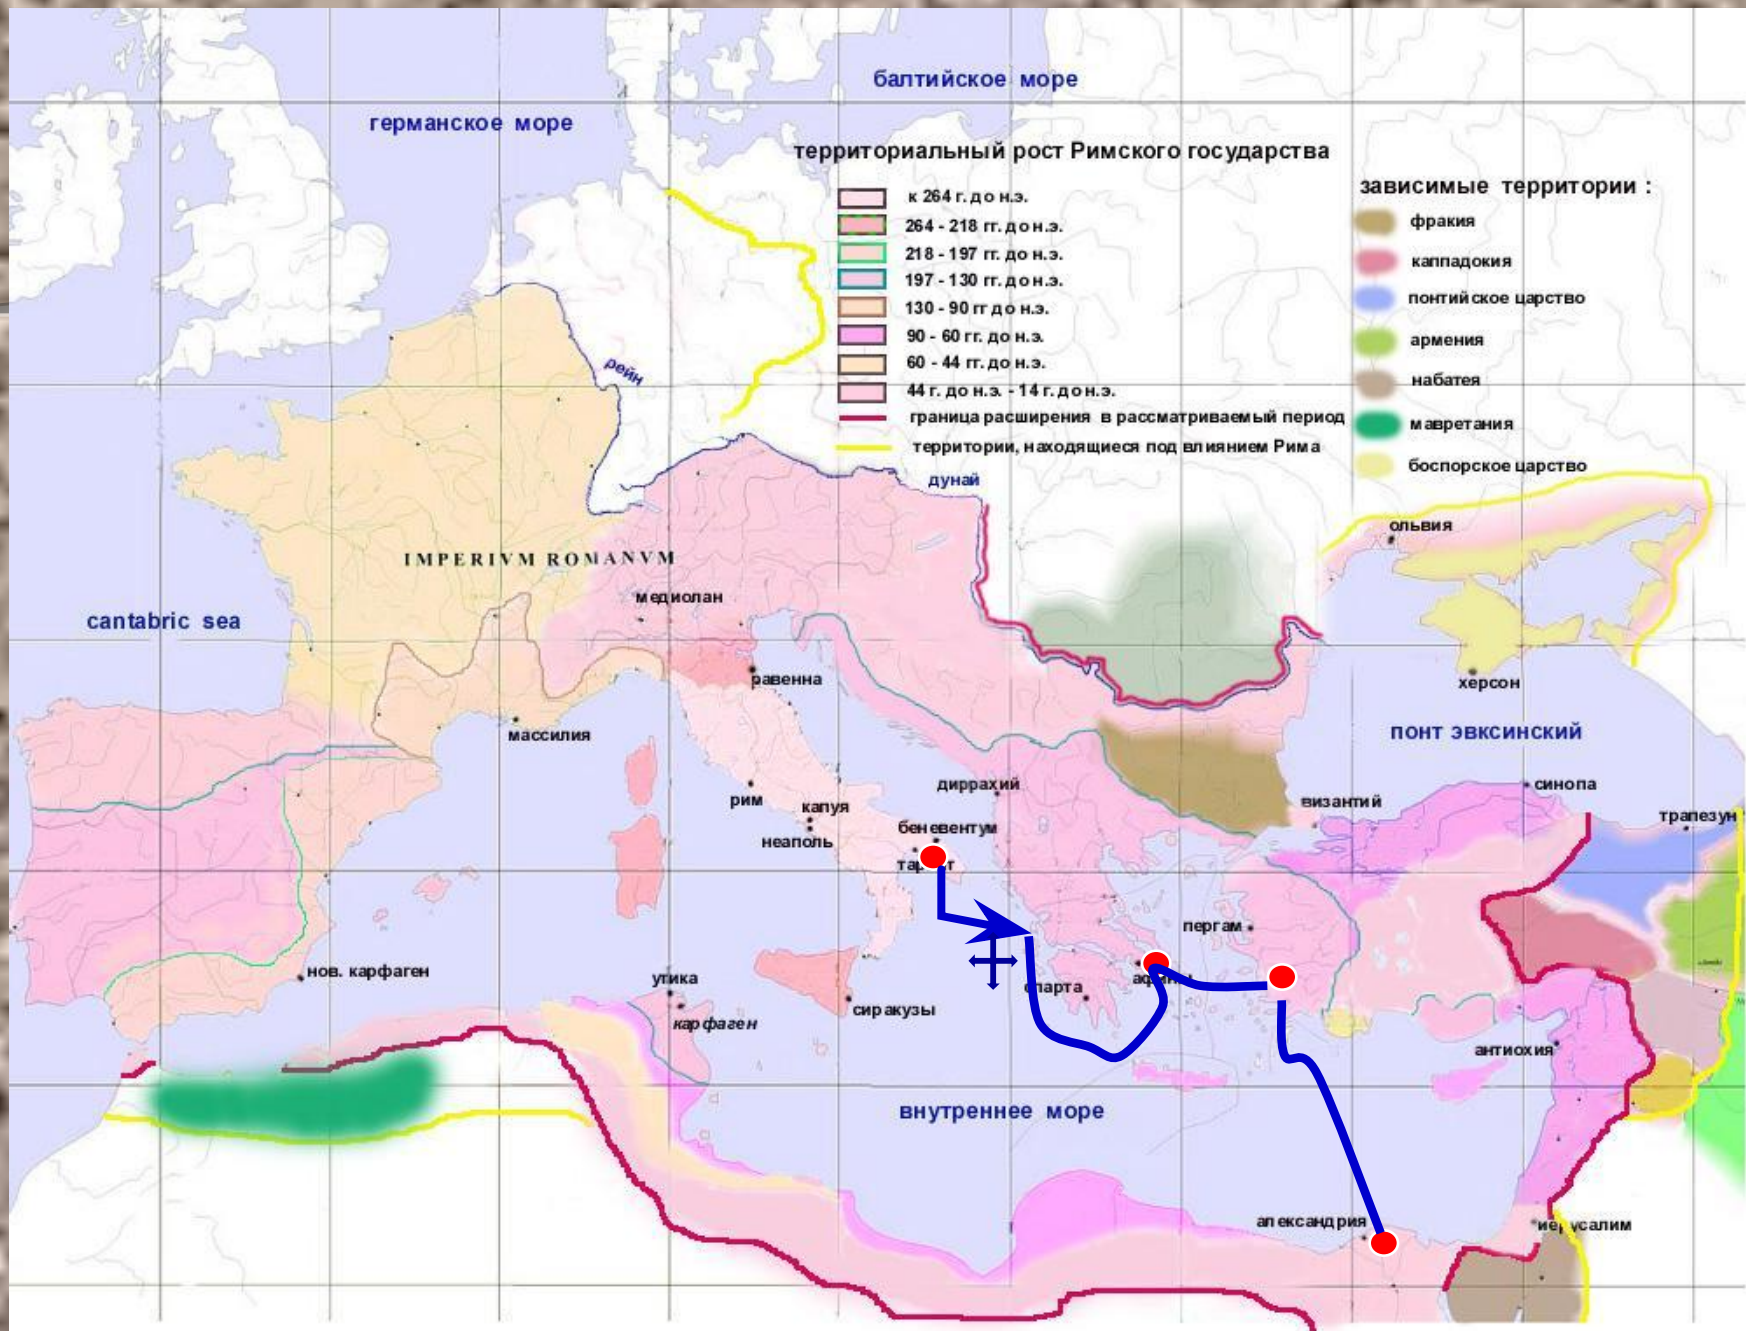 балтийское море
германское море
территориальный рост Римского государства
к 264 г. до н.э.
264 - 218 гг. до н.э.
218 - 197 гг. до н.э.
197 - 130 гг. до н.э.
130 - 90 гг до н.э.
90 - 60 гг. до н.э.
60 - 44 гг. до н.э.
44 г. до н.э. - 14 г. до н.э.
граница расширения в рассматриваемый период
территории, находящиеся под влиянием Рима
зависимые территории :
фракия
каппадокия
понтийское царство
армения
набатея
мавретания
боспорское царство
рейн
дунай
ольвия
IMPERIVM ROMANVM
медиолан
cantabric sea
равенна
херсон
массилия
понт эвксинский
диррахий
синопа
рим
капуя
византий
трапезун
неаполь
беневентум
пергам
нов. карфаген
утика
спарта
сиракузы
карфаген
антиохия
внутреннее море
александрия
иерусалим